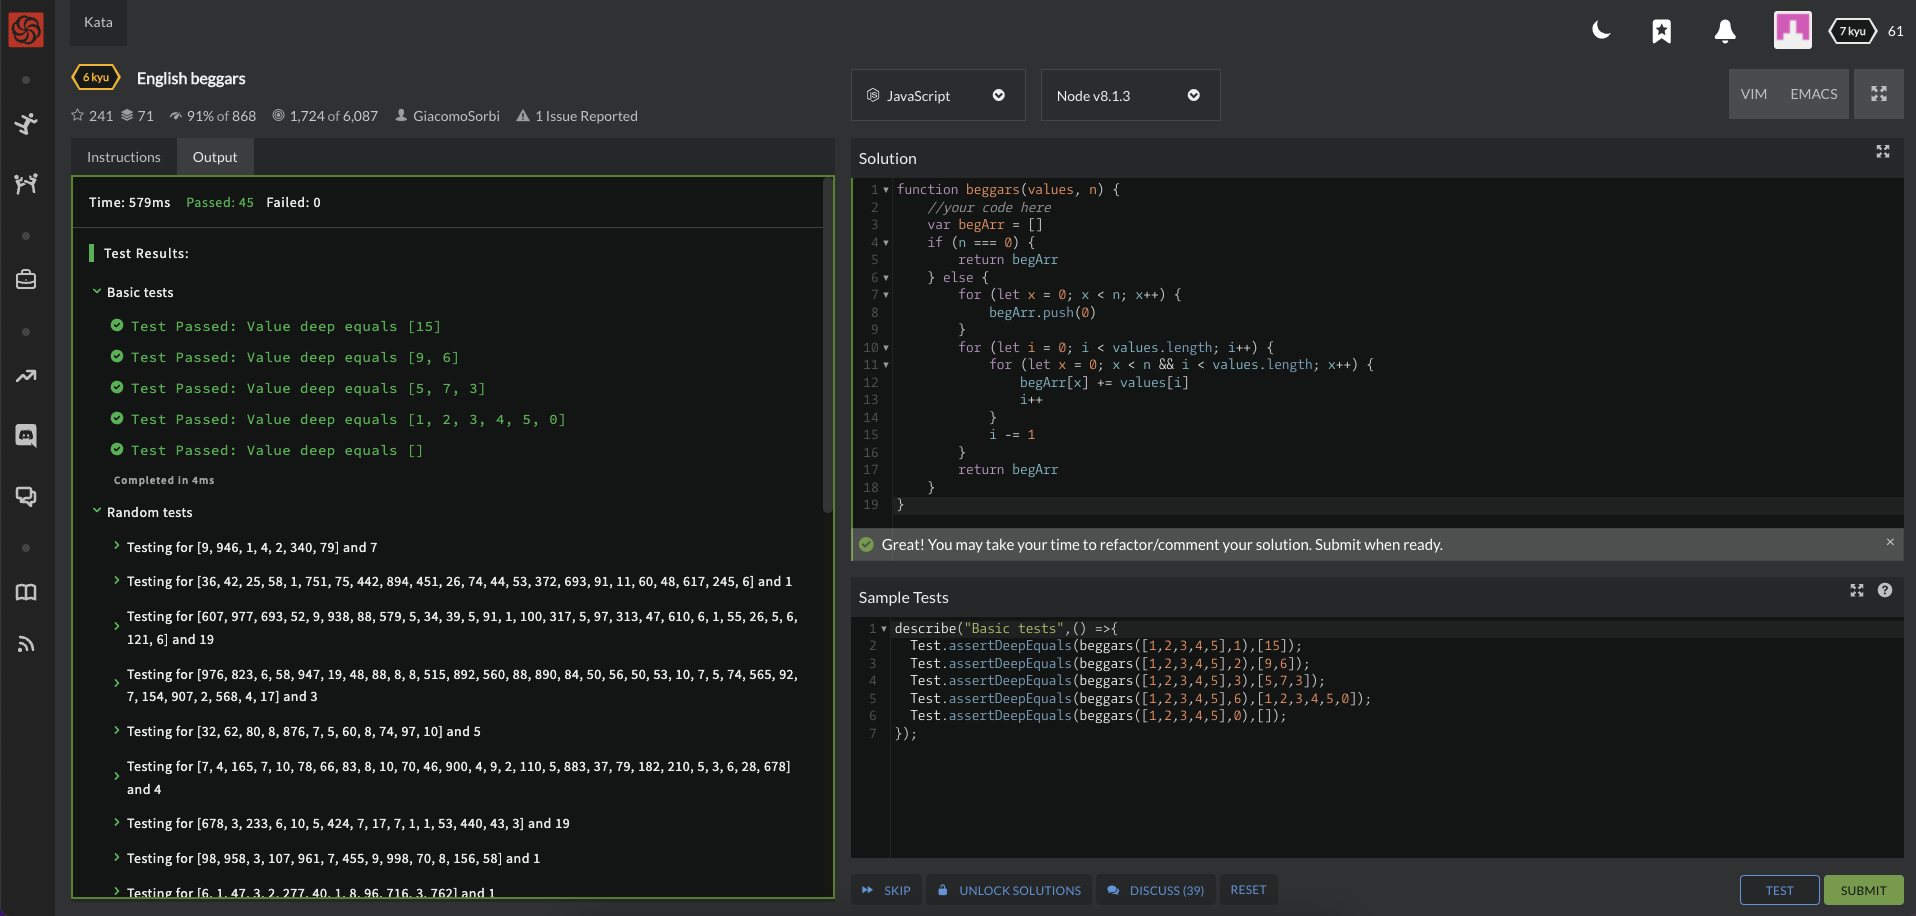 Kata
7 kyu 61
6 kyu English beggars
241 71 91% of 868 1,724 of 6,087 GiacomoSorbi 1 Issue Reported
JavaScript
Node v8.1.3
VIM EMACS
Instructions Output
Time: 579ms Passed: 45 Failed: 0
Test Results:
Basic tests
Test Passed: Value deep equals [15]
Test Passed: Value deep equals [9, 6]
Test Passed: Value deep equals [5, 7, 3]
Test Passed: Value deep equals [1, 2, 3, 4, 5, 0]
Test Passed: Value deep equals []
Completed in 4ms
Random tests
Testing for [9, 946, 1, 4, 2, 340, 79] and 7
Testing for [36, 42, 25, 58, 1, 751, 75, 442, 894, 451, 26, 74, 44, 53, 372, 693, 91, 11, 60, 48, 617, 245, 6] and 1
Testing for [607, 977, 693, 52, 9, 938, 88, 579, 5, 34, 39, 5, 91, 1, 100, 317, 5, 97, 313, 47, 610, 6, 1, 55, 26, 5, 6,
121, 6] and 19
Testing for [976, 823, 6, 58, 947, 19, 48, 88, 8, 8, 515, 892, 560, 88, 890, 84, 50, 56, 50, 53, 10, 7, 5, 74, 565, 92,
7, 154, 907, 2, 568, 4, 17] and 3
Testing for [32, 62, 80, 8, 876, 7, 5, 60, 8, 74, 97, 10] and 5
Testing for [7, 4, 165, 7, 10, 78, 66, 83, 8, 10, 70, 46, 900, 4, 9, 2, 110, 5, 883, 37, 79, 182, 210, 5, 3, 6, 28, 678]
and 4
Testing for [678, 3, 233, 6, 10, 5, 424, 7, 17, 7, 1, 1, 53, 440, 43, 3] and 19
Testing for [98, 958, 3, 107, 961, 7, 455, 9, 998, 70, 8, 156, 58] and 1
Testing for [6, 1, 47, 3, 2, 277, 40, 1, 8, 96, 716, 3, 762] and 1
Solution
1 function beggars(values, n) {
2 //your code here
3 var begArr = []
4 if (n === 0) {
5 return begArr
6 } else {
7 for (let x = 0; x < n; x++) {
8 begArr.push(0)
9 }
10 for (let i = 0; i < values.length; i++) {
11 for (let x = 0; x < n && i < values.length; x++) {
12 begArr[x] += values[i]
13 i++
14 }
15 i -= 1
16 }
17 return begArr
18 }
19 }
Great! You may take your time to refactor/comment your solution. Submit when ready.
Sample Tests
1 describe("Basic tests",() =>{
2 Test.assertDeepEquals(beggars([1,2,3,4,5],1),[15]);
3 Test.assertDeepEquals(beggars([1,2,3,4,5],2),[9,6]);
4 Test.assertDeepEquals(beggars([1,2,3,4,5],3),[5,7,3]);
5 Test.assertDeepEquals(beggars([1,2,3,4,5],6),[1,2,3,4,5,0]);
6 Test.assertDeepEquals(beggars([1,2,3,4,5],0),[]);
7 });
SKIP UNLOCK SOLUTIONS DISCUSS (39) RESET TEST SUBMIT